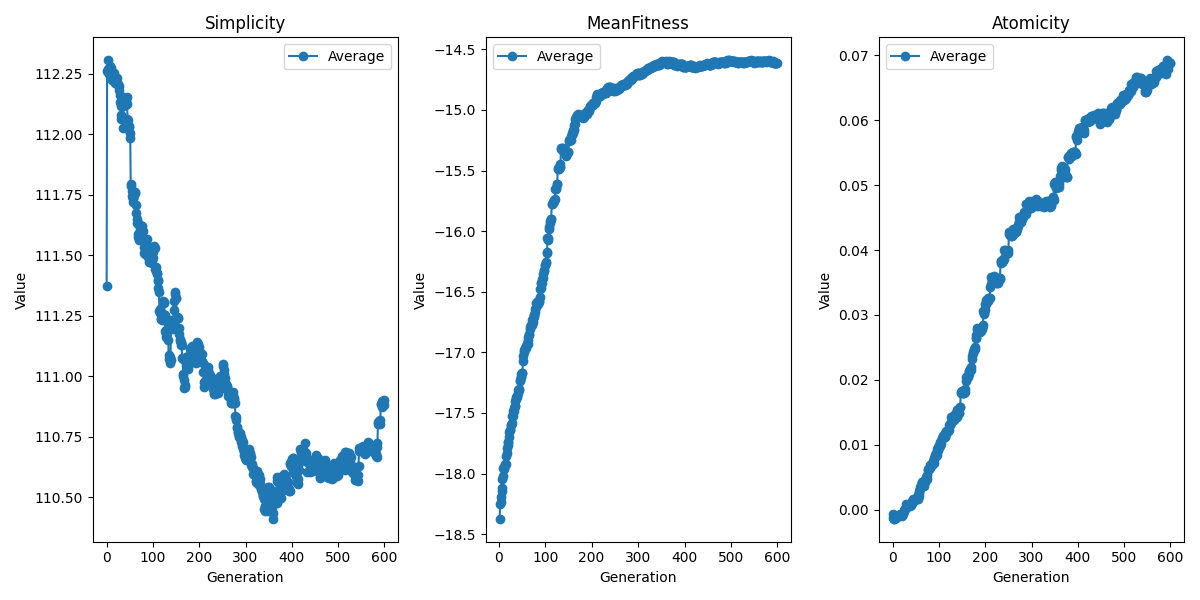 Simplicity
Average
Value
112.25
112.00
111.75
111.50
111.25
111.00
110.75
110.50
0 100 200 300 400 500 600
Generation
MeanFitness
Average
Value
−14.5
−15.0
−15.5
−16.0
−16.5
−17.0
−17.5
−18.0
−18.5
0 100 200 300 400 500 600
Generation
Atomicity
Average
Value
0.07
0.06
0.05
0.04
0.03
0.02
0.01
0.00
0 100 200 300 400 500 600
Generation